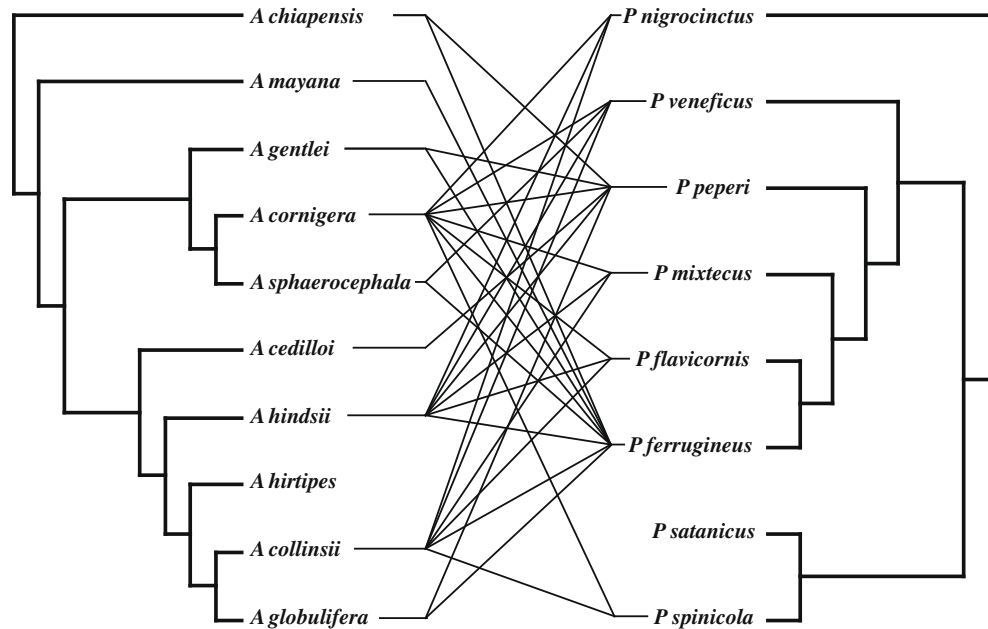 A chiapensis
A mayana
A gentlei
A cornigera
A sphaerocephala
A cedilloi
A hindsii
A hirtipes
A collinsii
A globulifera
P nigrocinctus
P veneficus
P peperi
P mixtecus
P flavicornis
P ferrugineus
P satanicus
P spinicola